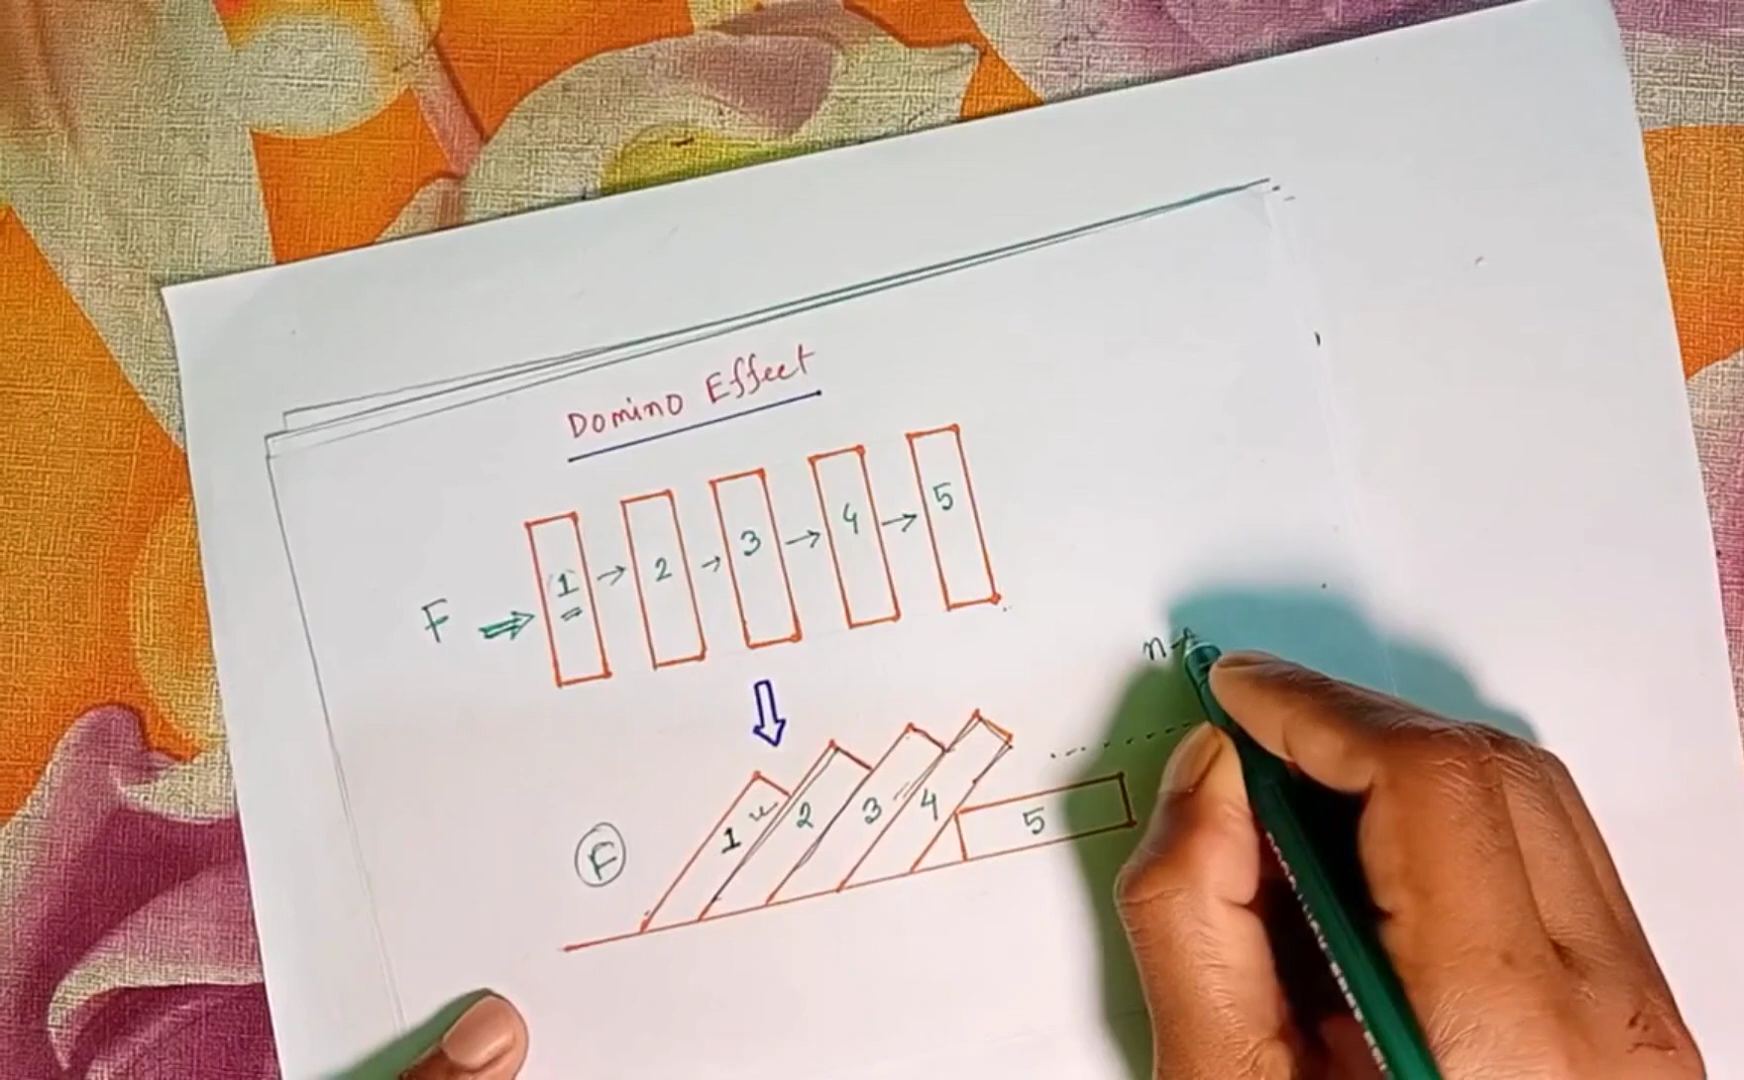 Domino Effect
F ⇒ 1 → 2 → 3 → 4 → 5
n-
F 1 2 3 4 5